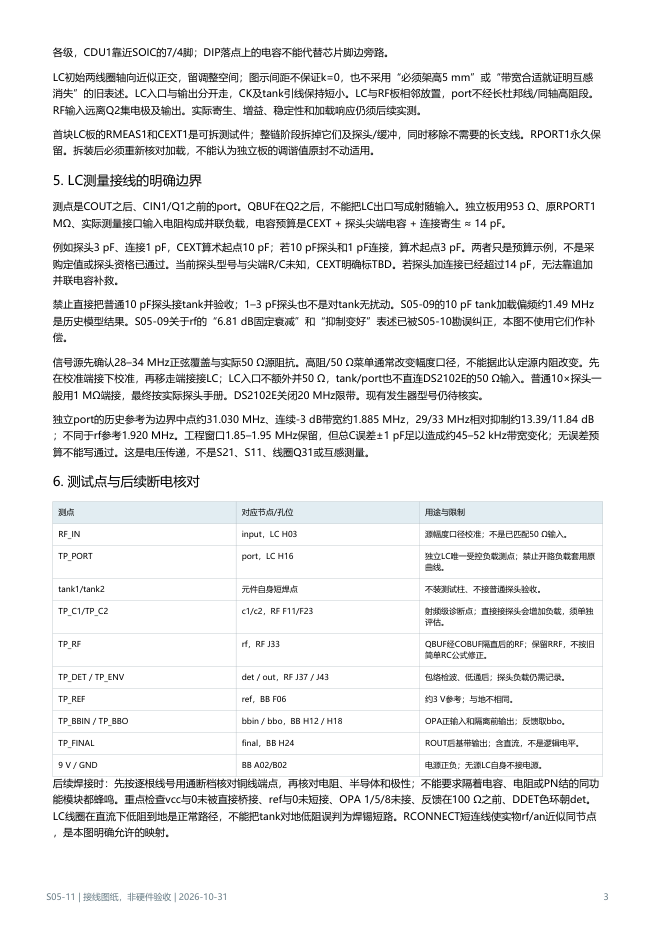 各级，CDU1靠近SOIC的7/4脚；DIP落点上的电容不能代替芯片脚边旁路。
LC初始两线圈轴向近似正交，留调整空间；图示间距不保证k=0，也不采用“必须架高5 mm”或“带宽合适就证明互感
消失”的旧表述。LC入口与输出分开走，CK及tank引线保持短小。LC与RF板相邻放置，port不经长杜邦线/同轴高阻段。
RF输入远离Q2集电极及输出。实际寄生、增益、稳定性和加载响应仍须后续实测。
首块LC板的RMEAS1和CEXT1是可拆测试件；整链阶段拆掉它们及探头/缓冲，同时移除不需要的长支线。RPORT1永久保
留。拆装后必须重新核对加载，不能认为独立板的调谐值原封不动适用。
5. LC测量接线的明确边界
测点是COUT之后、CIN1/Q1之前的port。QBUF在Q2之后，不能把LC出口写成射随输入。独立板用953 Ω、原RPORT1
MΩ、实际测量接口输入电阻构成并联负载，电容预算是CEXT + 探头尖端电容 + 连接寄生 ≈ 14 pF。
例如探头3 pF、连接1 pF，CEXT算术起点10 pF；若10 pF探头和1 pF连接，算术起点3 pF。两者只是预算示例，不是采
购定值或探头资格已通过。当前探头型号与尖端R/C未知，CEXT明确标TBD。若探头加连接已经超过14 pF，无法靠追加
并联电容补救。
禁止直接把普通10 pF探头接tank并验收；1–3 pF探头也不是对tank无扰动。S05-09的10 pF tank加载偏频约1.49 MHz
是历史模型结果。S05-09关于rf的“6.81 dB固定衰减”和“抑制变好”表述已被S05-10勘误纠正，本图不使用它们作补
偿。
信号源先确认28–34 MHz正弦覆盖与实际50 Ω源阻抗。高阻/50 Ω菜单通常改变幅度口径，不能据此认定源内阻改变。先
在校准端接下校准，再移走端接接LC；LC入口不额外并50 Ω，tank/port也不直连DS2102E的50 Ω输入。普通10×探头一
般用1 MΩ端接，最终按实际探头手册。DS2102E关闭20 MHz限带。现有发生器型号仍待核实。
独立port的历史参考为边界中点约31.030 MHz、连续-3 dB带宽约1.885 MHz，29/33 MHz相对抑制约13.39/11.84 dB
；不同于rf参考1.920 MHz。工程窗口1.85–1.95 MHz保留，但总C误差±1 pF足以造成约45–52 kHz带宽变化；无误差预
算不能写通过。这是电压传递，不是S21、S11、线圈Q31或互感测量。
6. 测试点与后续断电核对
测点 对应节点/孔位 用途与限制
RF_IN input，LC H03 源幅度口径校准；不是已匹配50 Ω输入。
TP_PORT port，LC H16 独立LC唯一受控负载测点；禁止开路负载套用原
曲线。
tank1/tank2 元件自身短焊点 不装测试柱、不接普通探头验收。
TP_C1/TP_C2 c1/c2，RF F11/F23 射频级诊断点；直接接探头会增加负载，须单独
评估。
TP_RF rf，RF J33 QBUF经COBUF隔直后的RF；保留RRF，不按旧
简单RC公式修正。
TP_DET / TP_ENV det / out，RF J37 / J43 包络检波、低通后；探头负载仍需记录。
TP_REF ref，BB F06 约3 V参考；与地不相同。
TP_BBIN / TP_BBO bbin / bbo，BB H12 / H18 OPA正输入和隔离前输出；反馈取bbo。
TP_FINAL final，BB H24 ROUT后基带输出；含直流，不是逻辑电平。
9 V / GND BB A02/B02 电源正负；无源LC自身不接电源。
后续焊接时：先按逐根线号用通断档核对铜线端点，再核对电阻、半导体和极性；不能要求隔着电容、电阻或PN结的同功
能模块都蜂鸣。重点检查vcc与0未被直接桥接、ref与0未短接、OPA 1/5/8未接、反馈在100 Ω之前、DDET色环朝det。
LC线圈在直流下低阻到地是正常路径，不能把tank对地低阻误判为焊锡短路。RCONNECT短连线使实物rf/an近似同节点
，是本图明确允许的映射。
S05-11 | 接线图纸，非硬件验收 | 2026-10-31 3